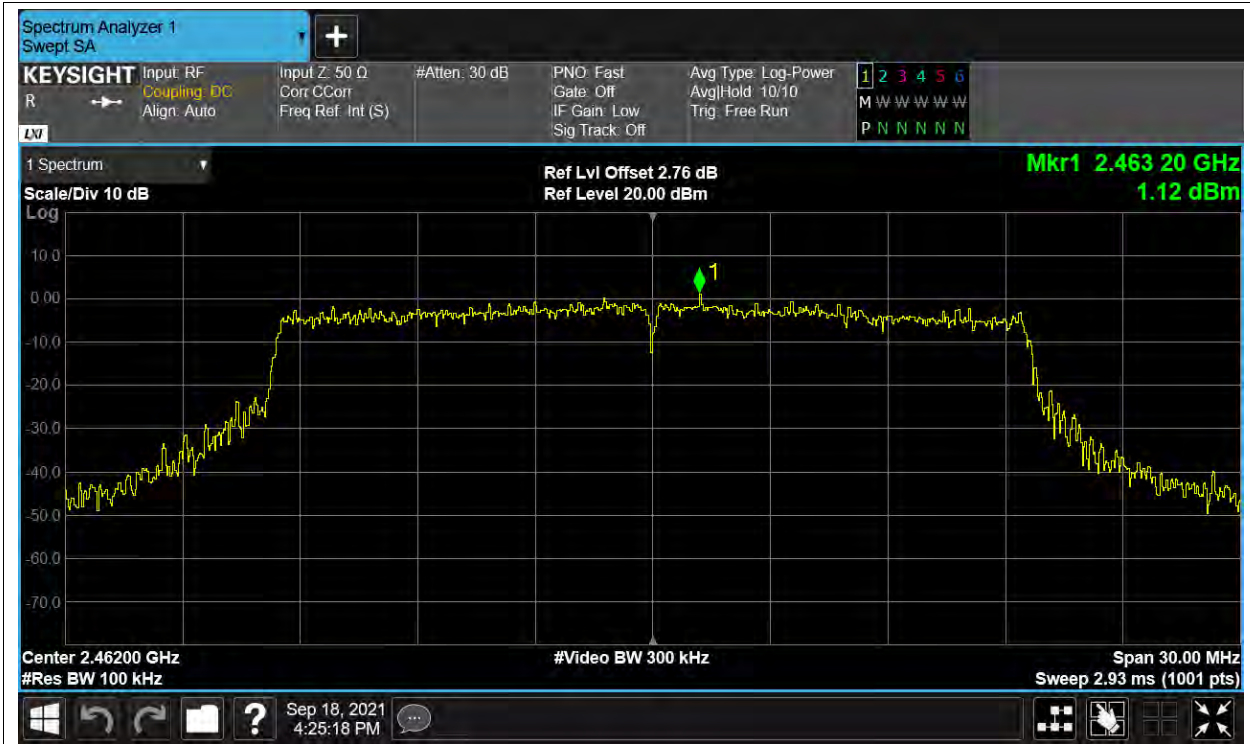 Spectrum Analyzer 1
Swept SA
+
KEYSIGHT
R
LXI
Input: RF
Coupling: DC
Align: Auto
Input Z: 50 Ω
Corr CCorr
Freq Ref: Int (S)
#Atten: 30 dB
PNO: Fast
Gate: Off
IF Gain: Low
Sig Track: Off
Avg Type: Log-Power
Avg|Hold: 10/10
Trig: Free Run
1 2 3 4 5 6
M W W W W W
P N N N N N
1 Spectrum
Scale/Div 10 dB
Ref Lvl Offset 2.76 dB
Ref Level 20.00 dBm
Mkr1 2.463 20 GHz
1.12 dBm
Log
10.0
0.00
-10.0
-20.0
-30.0
-40.0
-50.0
-60.0
-70.0
1
Center 2.46200 GHz
#Res BW 100 kHz
#Video BW 300 kHz
Span 30.00 MHz
Sweep 2.93 ms (1001 pts)
?
Sep 18, 2021
4:25:18 PM